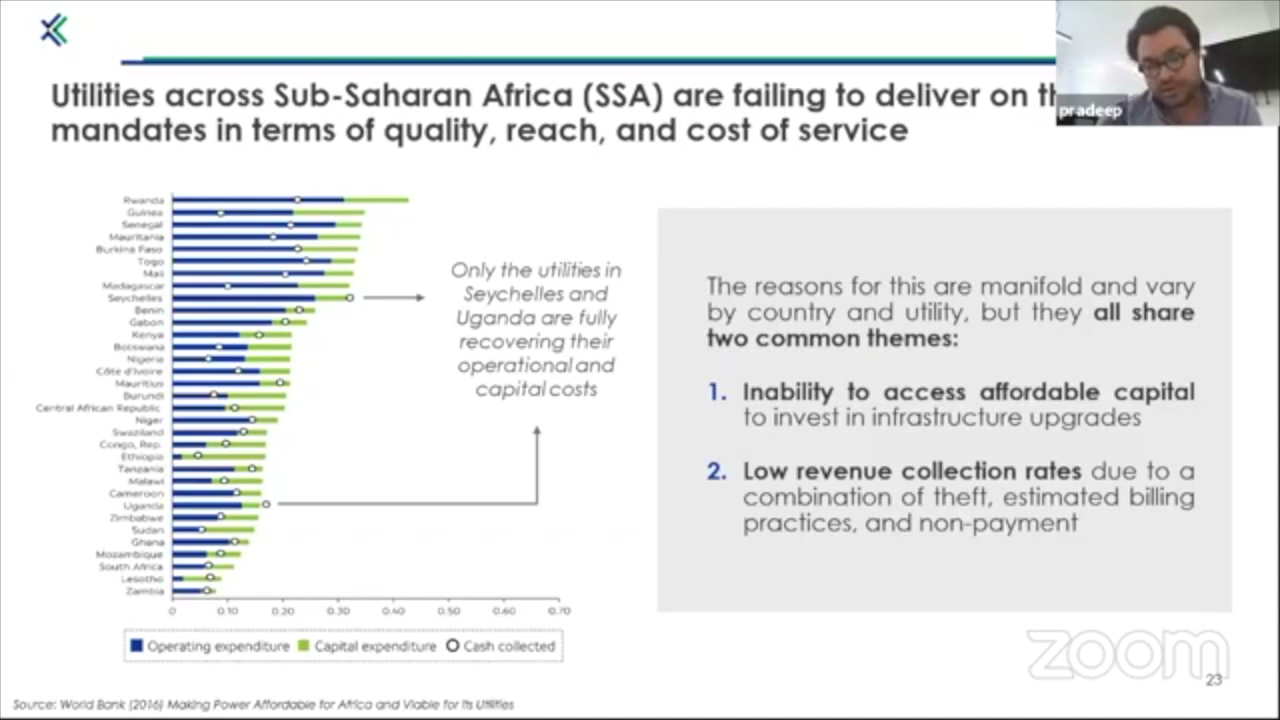 Utilities across Sub-Saharan Africa (SSA) are failing to deliver on th
mandates in terms of quality, reach, and cost of service
pradeep
Rwanda
Guinea
Senegal
Mauritania
Burkina Faso
Togo
Mali
Madagascar
Seychelles
Benin
Gabon
Kenya
Botswana
Nigeria
Côte d'Ivoire
Mauritius
Burundi
Central African Republic
Niger
Swaziland
Congo, Rep.
Ethiopia
Tanzania
Malawi
Cameroon
Uganda
Zimbabwe
Sudan
Ghana
Mozambique
South Africa
Lesotho
Zambia
0 0.10 0.20 0.30 0.40 0.50 0.60 0.70
Operating expenditure Capital expenditure Cash collected
Only the utilities in
Seychelles and
Uganda are fully
recovering their
operational and
capital costs
The reasons for this are manifold and vary
by country and utility, but they all share
two common themes:
1. Inability to access affordable capital
to invest in infrastructure upgrades
2. Low revenue collection rates due to a
combination of theft, estimated billing
practices, and non-payment
zoom
23
Source: World Bank (2016) Making Power Affordable for Africa and Viable for Its Utilities